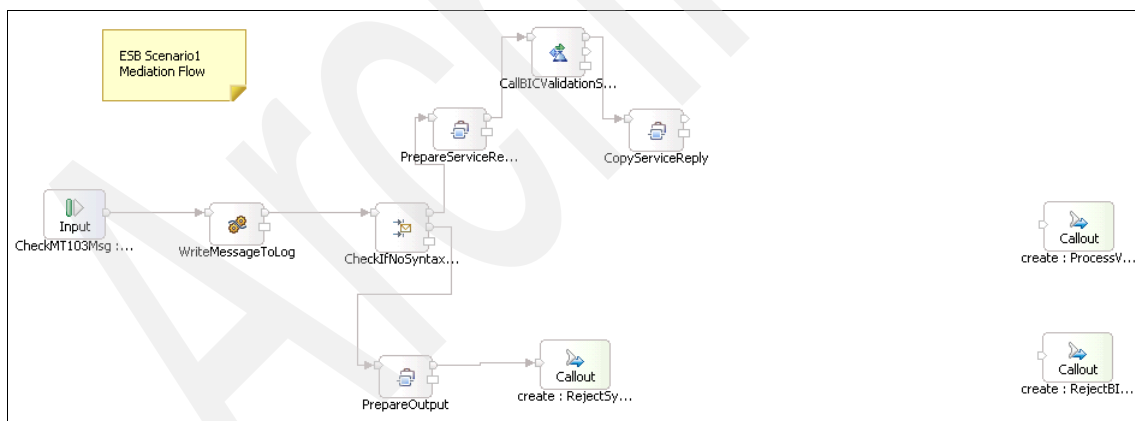 ESB Scenario1
Mediation Flow
CallBICValidationS...
PrepareServiceRe...
CopyServiceReply
Input
CheckMT103Msg :...
WriteMessageToLog
CheckIfNoSyntax...
Callout
create : ProcessV...
PrepareOutput
Callout
create : RejectSy...
Callout
create : RejectBI...